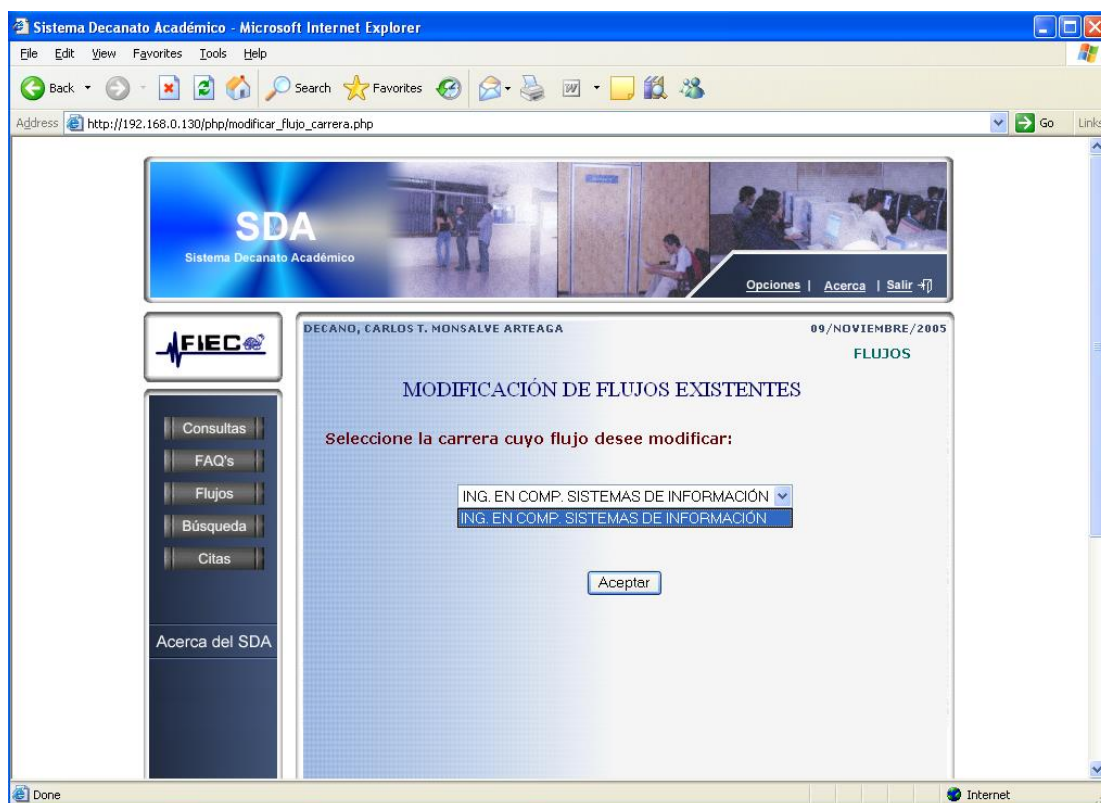 Sistema Decanato Académico - Microsoft Internet Explorer
File Edit View Favorites Tools Help
Back Search Favorites
Address http://192.168.0.130/php/modificar_flujo_carrera.php Go Links
SDA
Sistema Decanato Académico
Opciones | Acerca | Salir
FIEC
DECANO, CARLOS T. MONSALVE ARTEAGA 09/NOVIEMBRE/2005
FLUJOS
MODIFICACIÓN DE FLUJOS EXISTENTES
Seleccione la carrera cuyo flujo desee modificar:
ING. EN COMP. SISTEMAS DE INFORMACIÓN
ING. EN COMP. SISTEMAS DE INFORMACIÓN
Aceptar
Consultas
FAQ's
Flujos
Búsqueda
Citas
Acerca del SDA
Done Internet